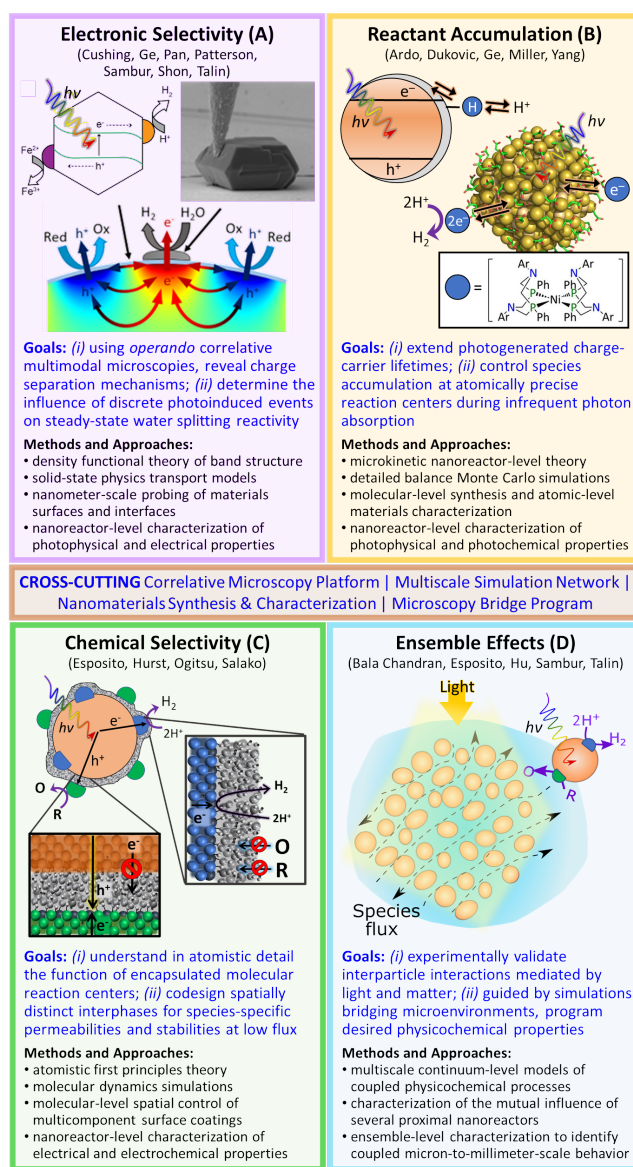 Electronic Selectivity (A)
(Cushing, Ge, Pan, Patterson,
Sambur, Shon, Talin)
hν
H₂
e⁻
H⁺
Fe²⁺
h⁺
Fe³⁺
Red
h⁺
Ox
H₂
e⁻
H₂O
Ox
h⁺
Red
h⁺
e⁻
h⁺
Goals: (i) using operando correlative
multimodal microscopies, reveal charge
separation mechanisms; (ii) determine the
influence of discrete photoinduced events
on steady-state water splitting reactivity
Methods and Approaches:
• density functional theory of band structure
• solid-state physics transport models
• nanometer-scale probing of materials
surfaces and interfaces
• nanoreactor-level characterization of
photophysical and electrical properties
Reactant Accumulation (B)
(Ardo, Dukovic, Ge, Miller, Yang)
e⁻
hν
H
H⁺
h⁺
hν
e⁻
2H⁺
2e⁻
H₂
=
Ar
Ar
N
N
Ph
Ph
P
P
Ni
P
P
Ph
Ph
N
N
Ar
Ar
Goals: (i) extend photogenerated charge-
carrier lifetimes; (ii) control species
accumulation at atomically precise
reaction centers during infrequent photon
absorption
Methods and Approaches:
• microkinetic nanoreactor-level theory
• detailed balance Monte Carlo simulations
• molecular-level synthesis and atomic-level
materials characterization
• nanoreactor-level characterization of
photophysical and photochemical properties
CROSS-CUTTING Correlative Microscopy Platform | Multiscale Simulation Network |
Nanomaterials Synthesis & Characterization | Microscopy Bridge Program
Chemical Selectivity (C)
(Esposito, Hurst, Ogitsu, Salako)
hν
e⁻
H₂
2H⁺
h⁺
O
R
H₂
e⁻
2H⁺
O
R
e⁻
h⁺
e⁻
Goals: (i) understand in atomistic detail
the function of encapsulated molecular
reaction centers; (ii) codesign spatially
distinct interphases for species-specific
permeabilities and stabilities at low flux
Methods and Approaches:
• atomistic first principles theory
• molecular dynamics simulations
• molecular-level spatial control of
multicomponent surface coatings
• nanoreactor-level characterization of
electrical and electrochemical properties
Ensemble Effects (D)
(Bala Chandran, Esposito, Hu, Sambur, Talin)
Light
hν
2H⁺
H₂
O
R
Species
flux
Goals: (i) experimentally validate
interparticle interactions mediated by
light and matter; (ii) guided by simulations
bridging microenvironments, program
desired physicochemical properties
Methods and Approaches:
• multiscale continuum-level models of
coupled physicochemical processes
• characterization of the mutual influence of
several proximal nanoreactors
• ensemble-level characterization to identify
coupled micron-to-millimeter-scale behavior